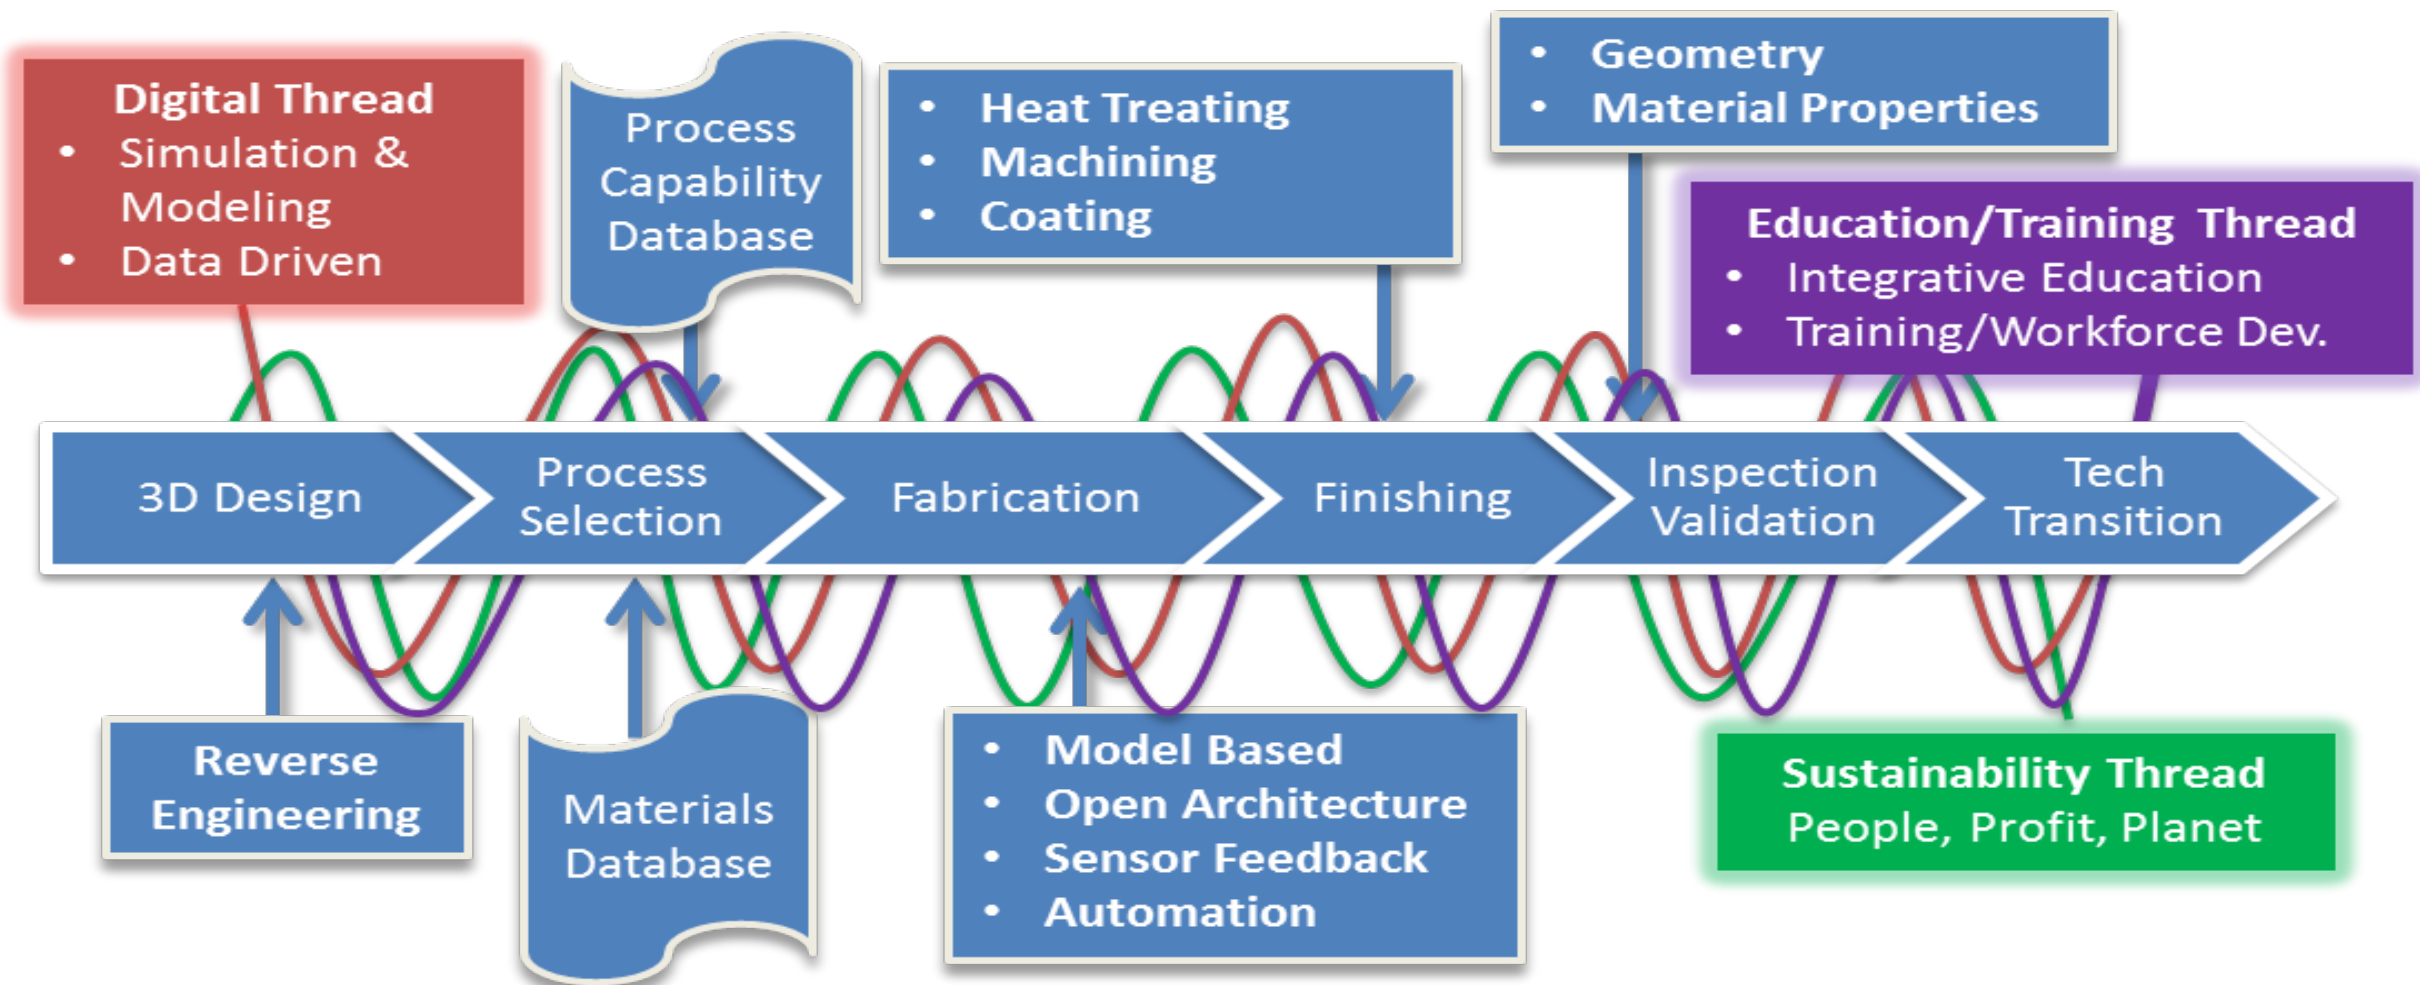 Digital Thread
• Simulation &
Modeling
• Data Driven
Process
Capability
Database
• Heat Treating
• Machining
• Coating
• Geometry
• Material Properties
Education/Training Thread
• Integrative Education
• Training/Workforce Dev.
3D Design
Process
Selection
Fabrication
Finishing
Inspection
Validation
Tech
Transition
Reverse
Engineering
Materials
Database
• Model Based
• Open Architecture
• Sensor Feedback
• Automation
Sustainability Thread
People, Profit, Planet